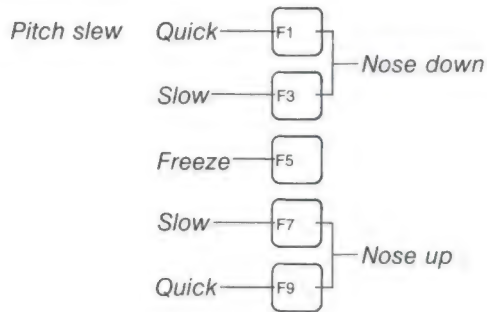 Pitch slew Quick F1
Nose down
Slow F3
Freeze F5
Slow F7
Nose up
Quick F9